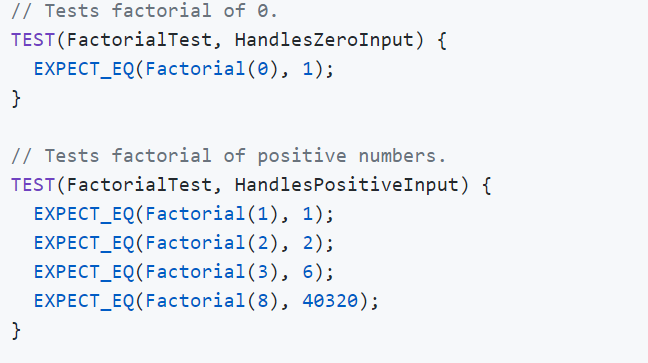 // Tests factorial of 0.
TEST(FactorialTest, HandlesZeroInput) {
  EXPECT_EQ(Factorial(0), 1);
}

// Tests factorial of positive numbers.
TEST(FactorialTest, HandlesPositiveInput) {
  EXPECT_EQ(Factorial(1), 1);
  EXPECT_EQ(Factorial(2), 2);
  EXPECT_EQ(Factorial(3), 6);
  EXPECT_EQ(Factorial(8), 40320);
}